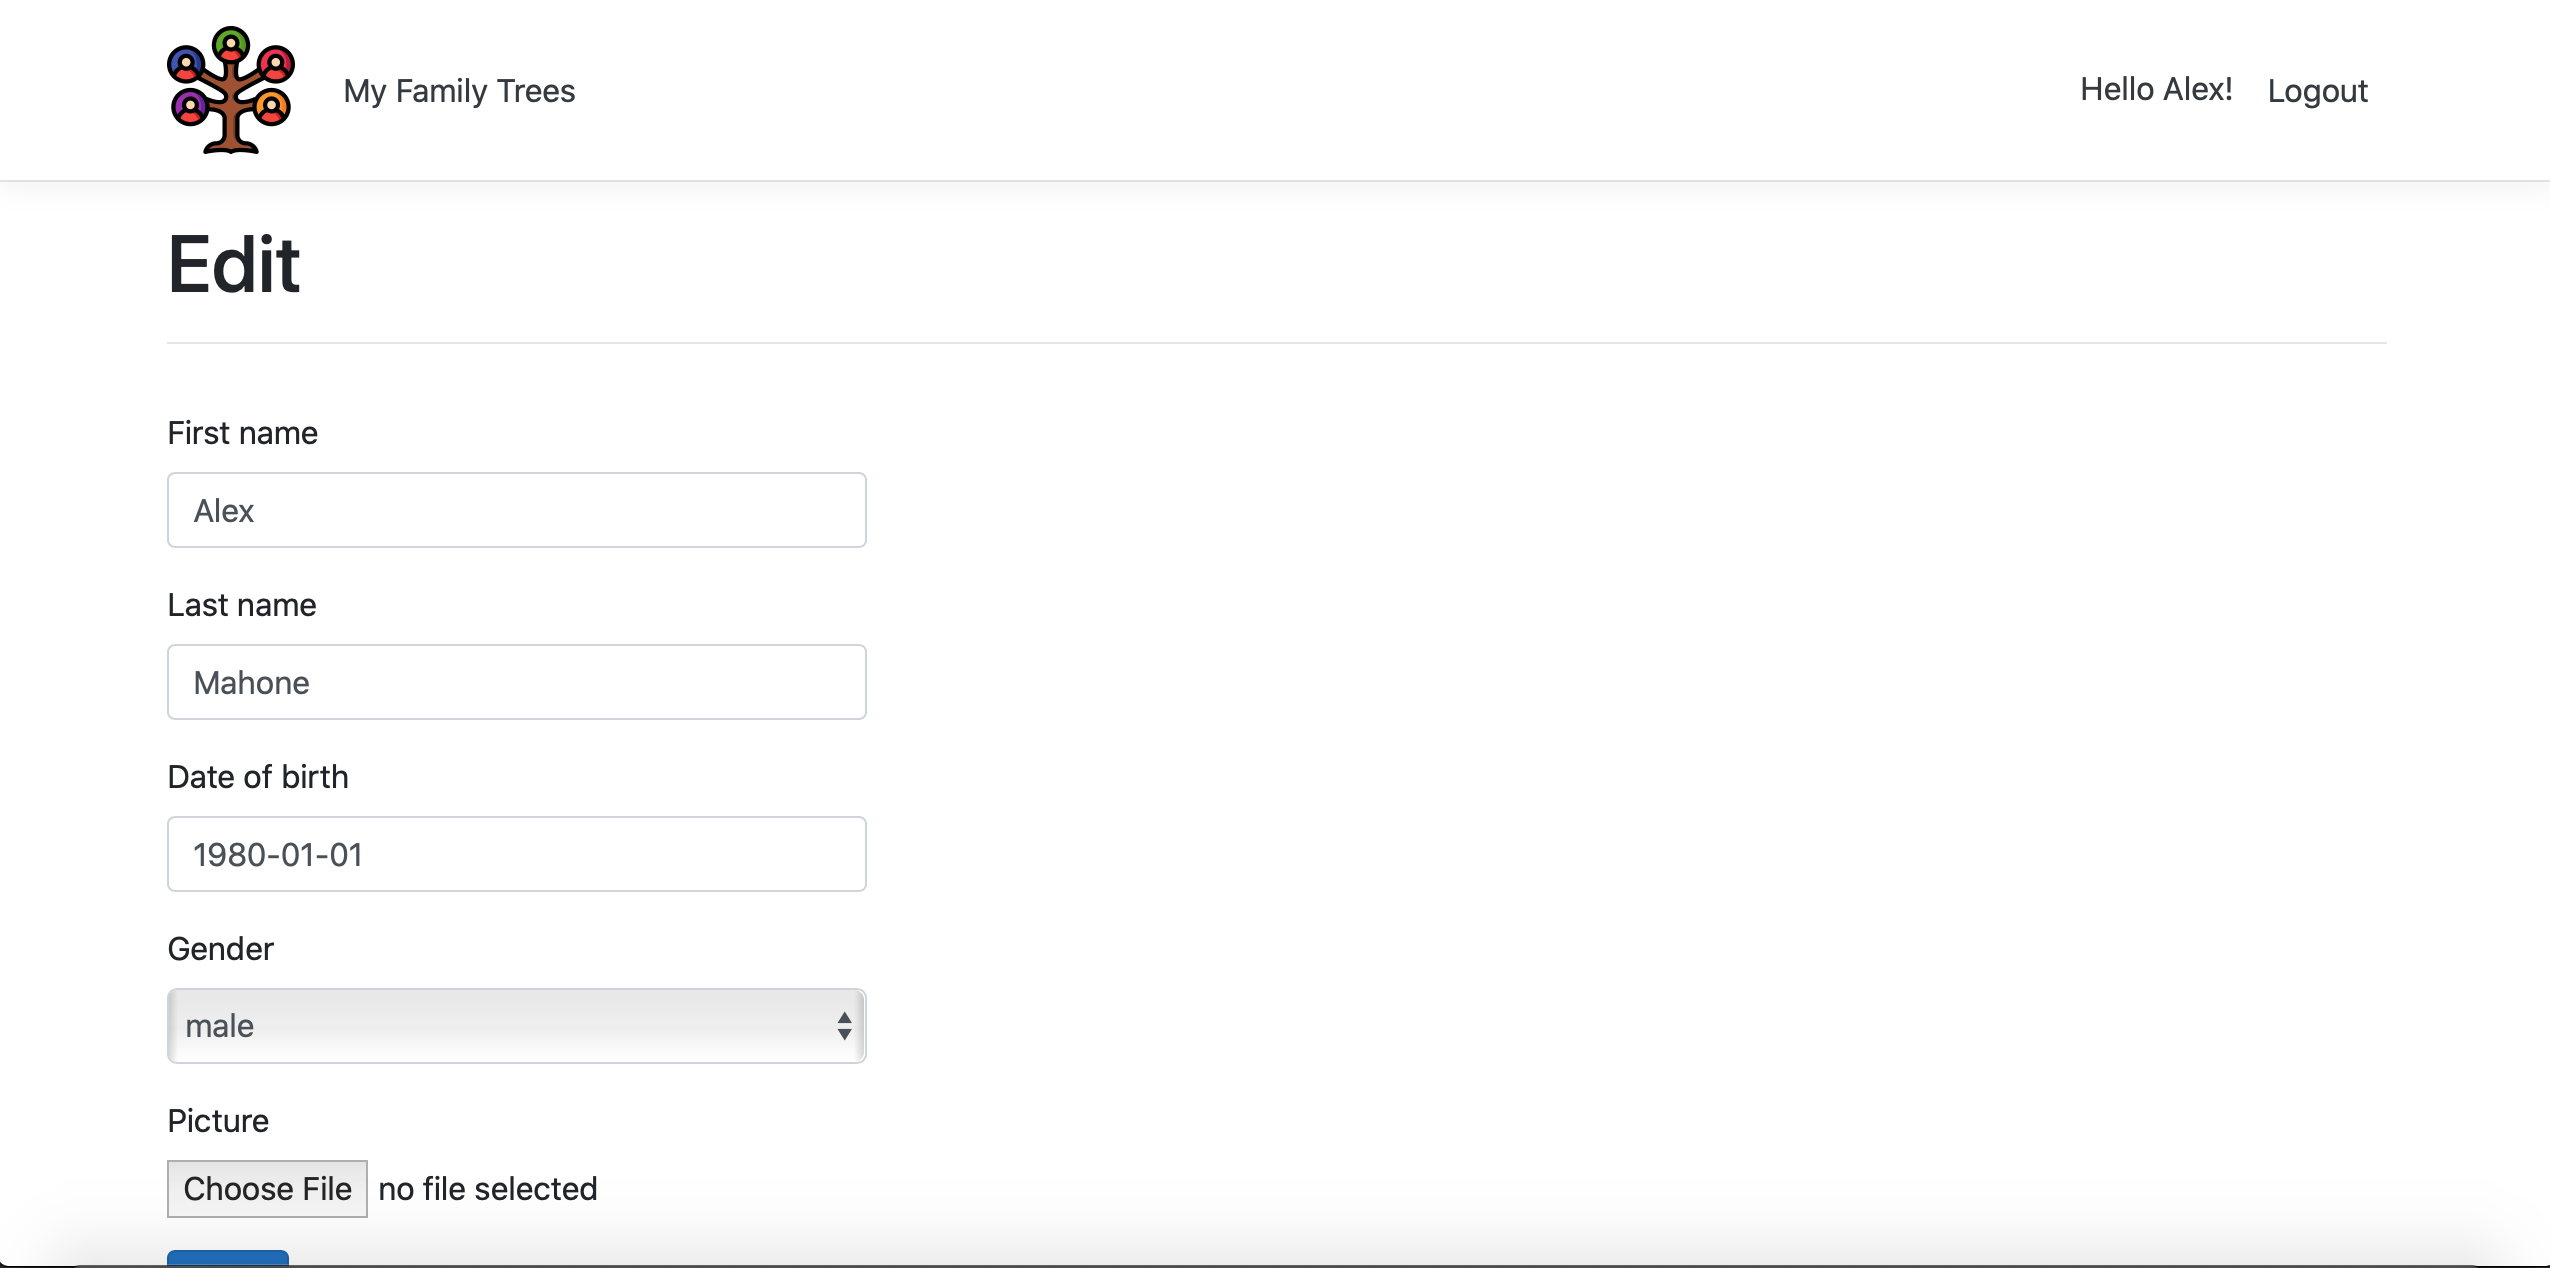 My Family Trees
Hello Alex!
Logout
Edit
First name
Alex
Last name
Mahone
Date of birth
1980-01-01
Gender
male
Picture
Choose File no file selected